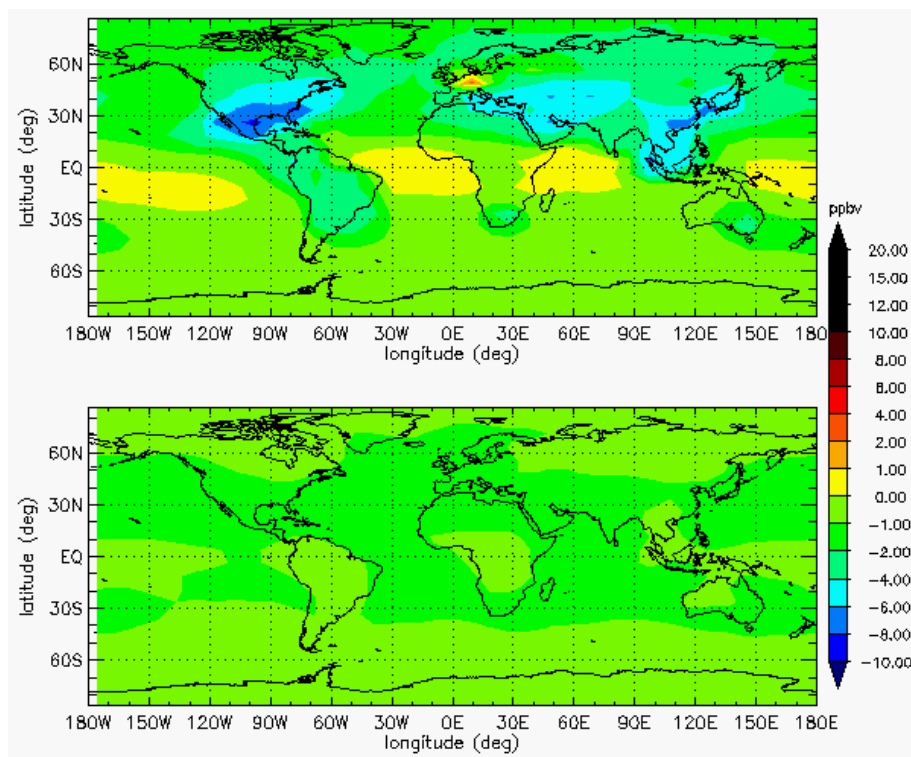 latitude (deg)
60N
30N
EQ
30S
60S
180W 150W 120W 90W 60W 30W 0E 30E 60E 90E 120E 150E 180E
longitude (deg)
latitude (deg)
60N
30N
EQ
30S
60S
180W 150W 120W 90W 60W 30W 0E 30E 60E 90E 120E 150E 180E
longitude (deg)
ppbv
20.00
15.00
12.00
10.00
8.00
6.00
4.00
2.00
1.00
0.00
-1.00
-2.00
-4.00
-6.00
-8.00
-10.00